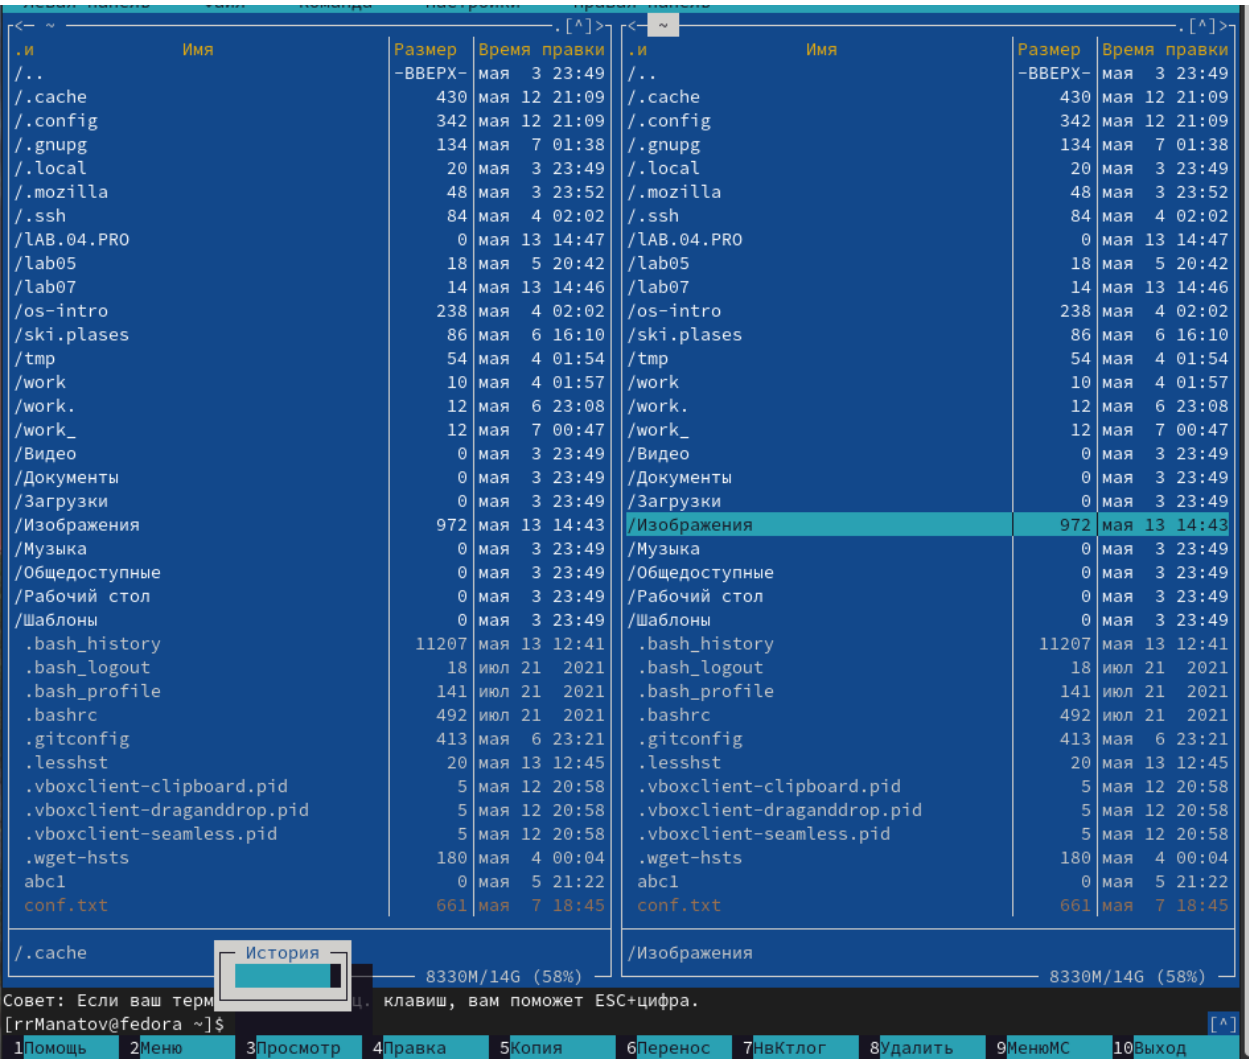 Левая панель Файл Команда Настройки Правая панель
<─ ~ .[^]> <─ ~ .[^]>
.и Имя Размер Время правки .и Имя Размер Время правки
/.. -ВВЕРХ- мая 3 23:49 /.. -ВВЕРХ- мая 3 23:49
/.cache 430 мая 12 21:09 /.cache 430 мая 12 21:09
/.config 342 мая 12 21:09 /.config 342 мая 12 21:09
/.gnupg 134 мая 7 01:38 /.gnupg 134 мая 7 01:38
/.local 20 мая 3 23:49 /.local 20 мая 3 23:49
/.mozilla 48 мая 3 23:52 /.mozilla 48 мая 3 23:52
/.ssh 84 мая 4 02:02 /.ssh 84 мая 4 02:02
/lAB.04.PRO 0 мая 13 14:47 /lAB.04.PRO 0 мая 13 14:47
/lab05 18 мая 5 20:42 /lab05 18 мая 5 20:42
/lab07 14 мая 13 14:46 /lab07 14 мая 13 14:46
/os-intro 238 мая 4 02:02 /os-intro 238 мая 4 02:02
/ski.plases 86 мая 6 16:10 /ski.plases 86 мая 6 16:10
/tmp 54 мая 4 01:54 /tmp 54 мая 4 01:54
/work 10 мая 4 01:57 /work 10 мая 4 01:57
/work. 12 мая 6 23:08 /work. 12 мая 6 23:08
/work_ 12 мая 7 00:47 /work_ 12 мая 7 00:47
/Видео 0 мая 3 23:49 /Видео 0 мая 3 23:49
/Документы 0 мая 3 23:49 /Документы 0 мая 3 23:49
/Загрузки 0 мая 3 23:49 /Загрузки 0 мая 3 23:49
/Изображения 972 мая 13 14:43 /Изображения 972 мая 13 14:43
/Музыка 0 мая 3 23:49 /Музыка 0 мая 3 23:49
/Общедоступные 0 мая 3 23:49 /Общедоступные 0 мая 3 23:49
/Рабочий стол 0 мая 3 23:49 /Рабочий стол 0 мая 3 23:49
/Шаблоны 0 мая 3 23:49 /Шаблоны 0 мая 3 23:49
.bash_history 11207 мая 13 12:41 .bash_history 11207 мая 13 12:41
.bash_logout 18 июл 21 2021 .bash_logout 18 июл 21 2021
.bash_profile 141 июл 21 2021 .bash_profile 141 июл 21 2021
.bashrc 492 июл 21 2021 .bashrc 492 июл 21 2021
.gitconfig 413 мая 6 23:21 .gitconfig 413 мая 6 23:21
.lesshst 20 мая 13 12:45 .lesshst 20 мая 13 12:45
.vboxclient-clipboard.pid 5 мая 12 20:58 .vboxclient-clipboard.pid 5 мая 12 20:58
.vboxclient-draganddrop.pid 5 мая 12 20:58 .vboxclient-draganddrop.pid 5 мая 12 20:58
.vboxclient-seamless.pid 5 мая 12 20:58 .vboxclient-seamless.pid 5 мая 12 20:58
.wget-hsts 180 мая 4 00:04 .wget-hsts 180 мая 4 00:04
abc1 0 мая 5 21:22 abc1 0 мая 5 21:22
conf.txt 661 мая 7 18:45 conf.txt 661 мая 7 18:45
/.cache История /Изображения
8330M/14G (58%) 8330M/14G (58%)
Совет: Если ваш терм ц. клавиш, вам поможет ESC+цифра.
[rrManatov@fedora ~]$ [^]
1Помощь 2Меню 3Просмотр 4Правка 5Копия 6Перенос 7НвКтлог 8Удалить 9МенюМС 10Выход